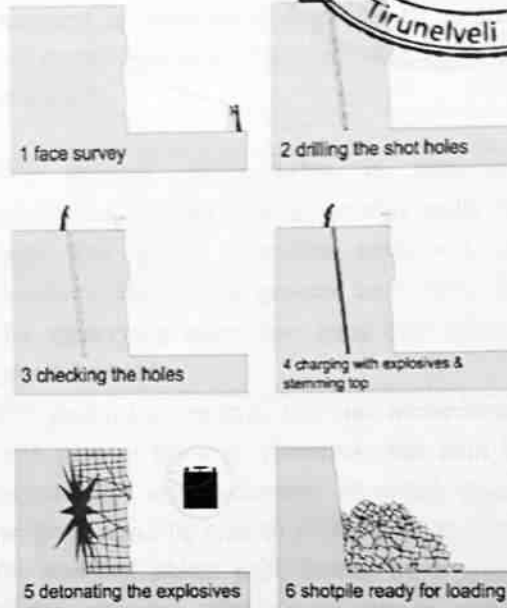 Tirunelveli
1 face survey
2 drilling the shot holes
3 checking the holes
4 charging with explosives &
stemming top
5 detonating the explosives
6 shotpile ready for loading